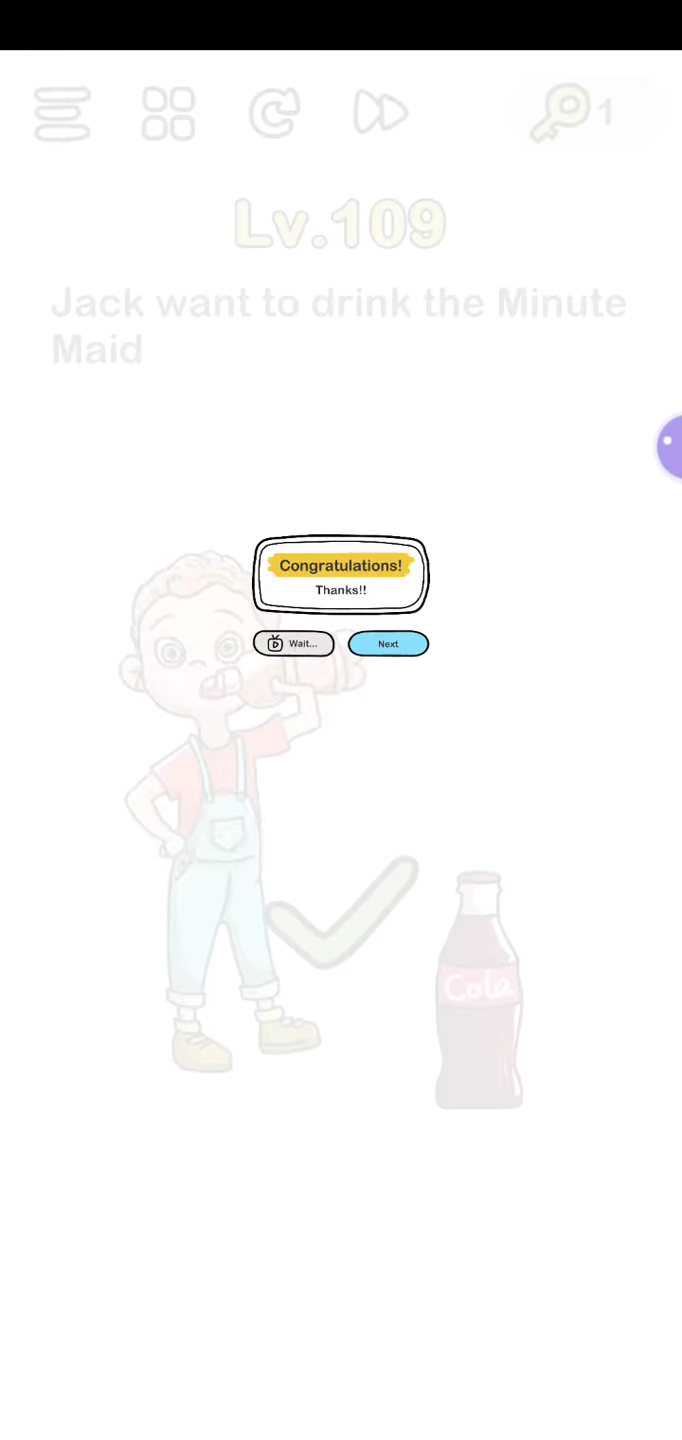 1
Lv.109
Jack want to drink the Minute
Maid
Congratulations!
Thanks!!
Wait...
Next
Cola